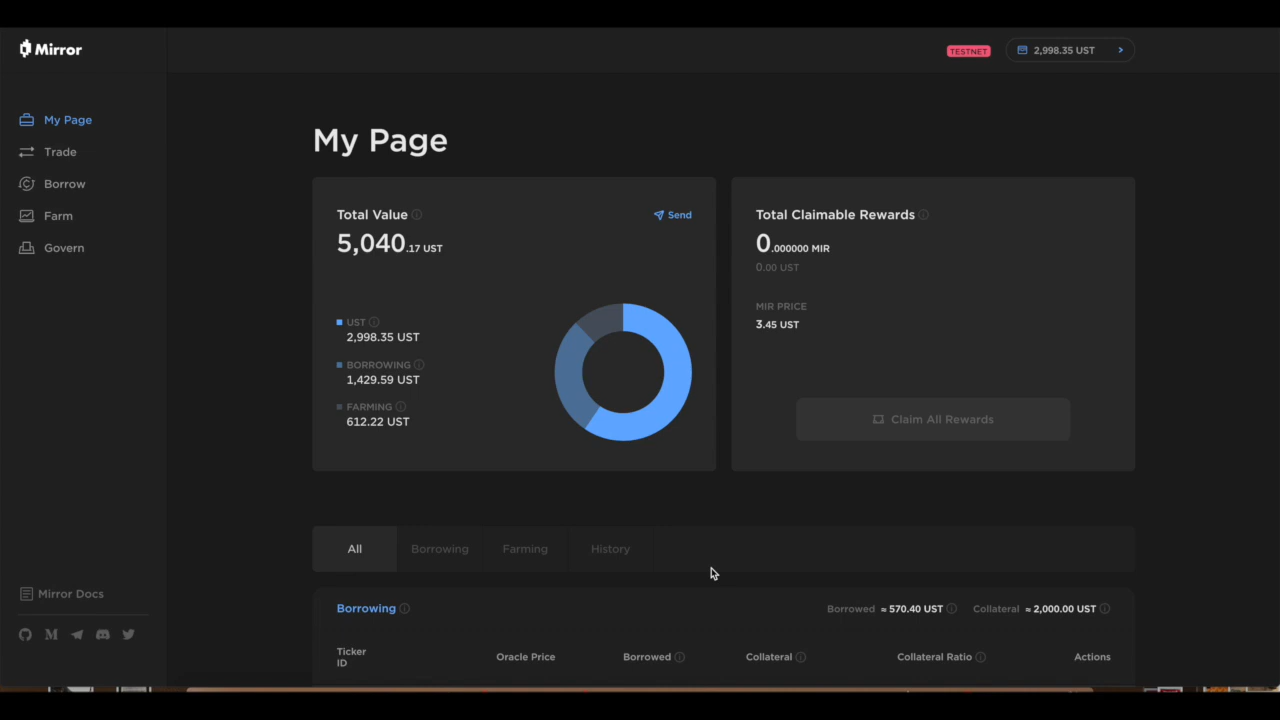 Mirror
TESTNET
2,998.35 UST
My Page
Trade
Borrow
Farm
Govern
My Page
Total Value
Send
5,040.17 UST
UST
2,998.35 UST
BORROWING
1,429.59 UST
FARMING
612.22 UST
Total Claimable Rewards
0.000000 MIR
0.00 UST
MIR PRICE
3.45 UST
Claim All Rewards
All
Borrowing
Farming
History
Borrowing
Borrowed ≈ 570.40 UST
Collateral ≈ 2,000.00 UST
Ticker
ID
Oracle Price
Borrowed
Collateral
Collateral Ratio
Actions
Mirror Docs